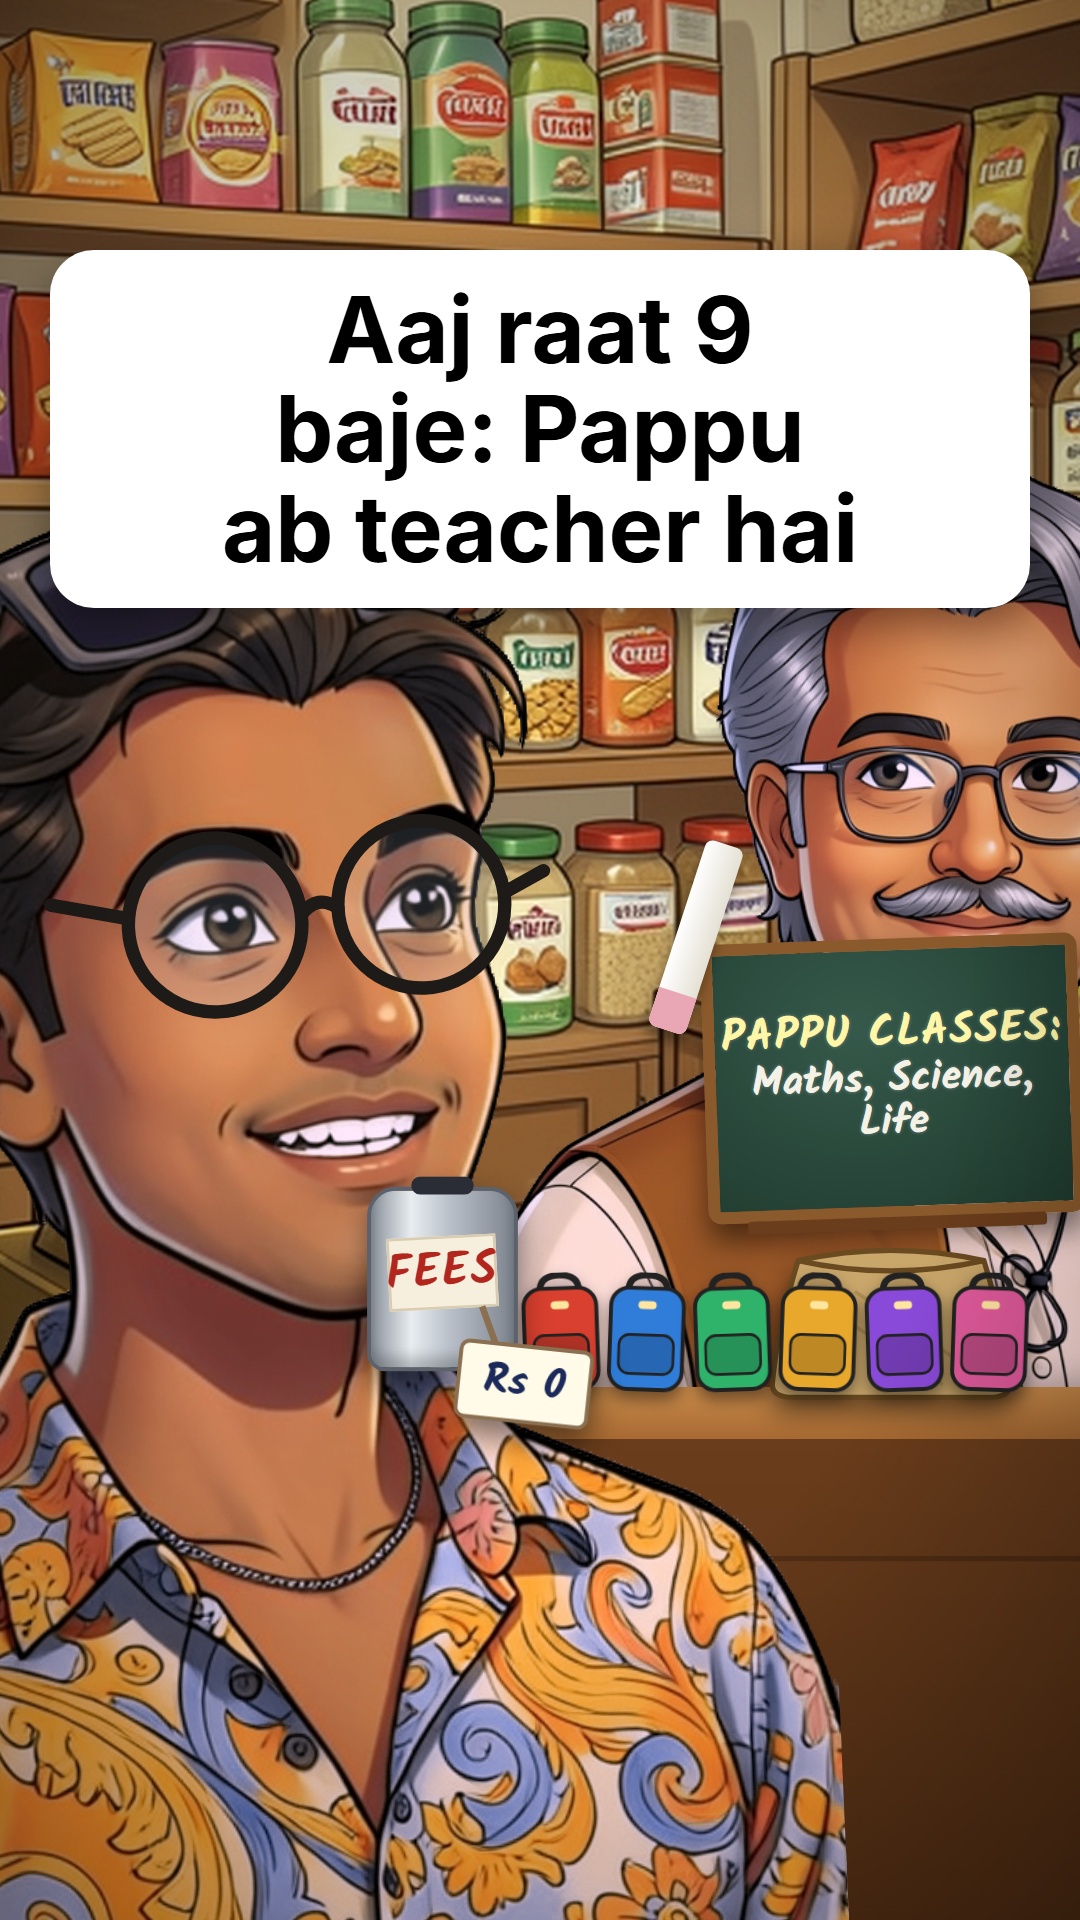 Aaj raat 9
baje: Pappu
ab teacher hai
PAPPU CLASSES:
Maths, Science,
Life
FEES
Rs 0